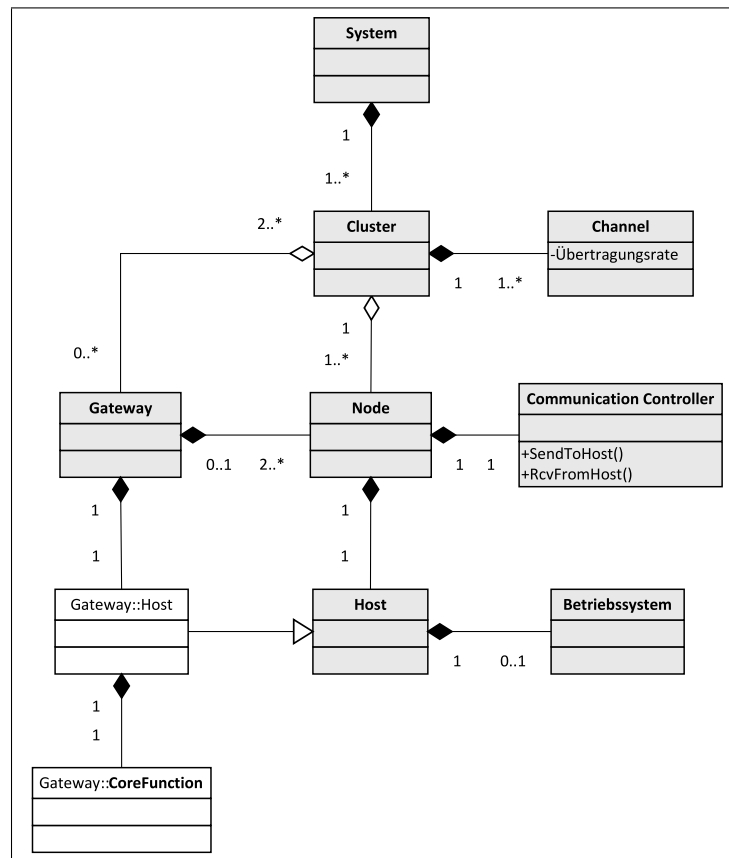 System
1
1..*
2..*
Cluster
Channel
-Übertragungsrate
1
1..*
1
1..*
0..*
Gateway
Node
Communication Controller
+SendToHost()
+RcvFromHost()
0..1
2..*
1
1
1
1
1
1
Gateway::Host
Host
Betriebssystem
1
0..1
1
1
Gateway::CoreFunction